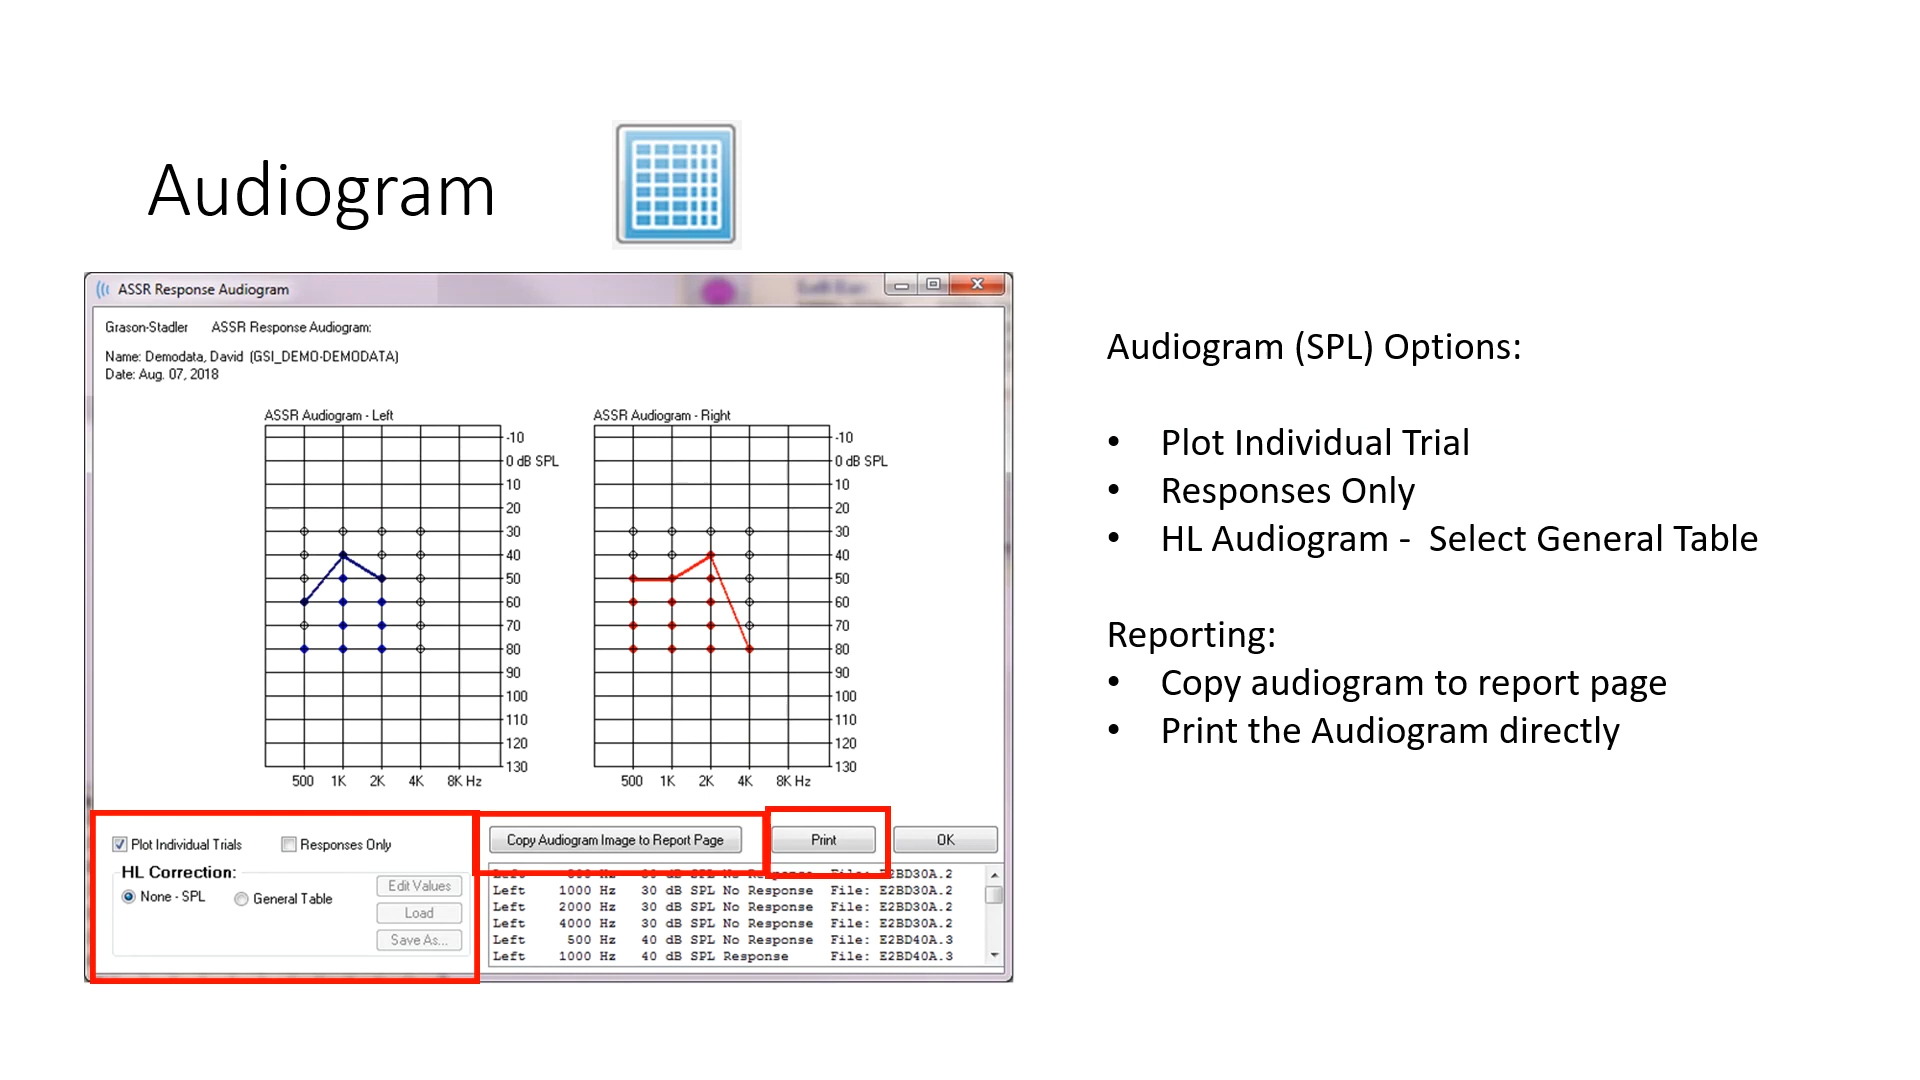 Audiogram
ASSR Response Audiogram
Grason-Stadler ASSR Response Audiogram:
Name: Demodata, David (GSI_DEMO-DEMODATA)
Date: Aug. 07, 2018
ASSR Audiogram - Left
-10
0 dB SPL
10
20
30
40
50
60
70
80
90
100
110
120
130
500 1K 2K 4K 8K Hz
ASSR Audiogram - Right
-10
0 dB SPL
10
20
30
40
50
60
70
80
90
100
110
120
130
500 1K 2K 4K 8K Hz
Plot Individual Trials Responses Only
HL Correction:
None - SPL General Table
Edit Values
Load
Save As...
Copy Audiogram Image to Report Page Print OK
Left Hz dB SPL No Response File: E2BD30A.2
Left 1000 Hz 30 dB SPL No Response File: E2BD30A.2
Left 2000 Hz 30 dB SPL No Response File: E2BD30A.2
Left 4000 Hz 30 dB SPL No Response File: E2BD30A.2
Left 500 Hz 40 dB SPL No Response File: E2BD40A.3
Left 1000 Hz 40 dB SPL Response File: E2BD40A.3
Audiogram (SPL) Options:
• Plot Individual Trial
• Responses Only
• HL Audiogram - Select General Table
Reporting:
• Copy audiogram to report page
• Print the Audiogram directly